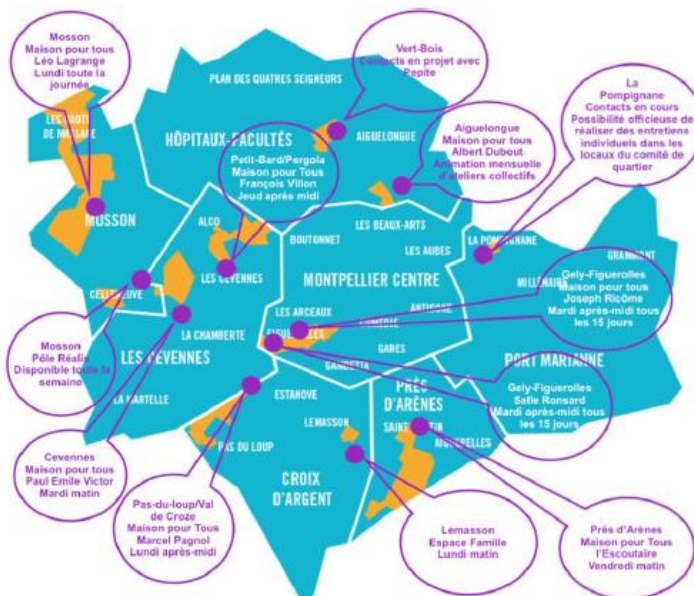 Mosson
Maison pour tous
Léo Lagrange
Lundi toute la
journée
Vert-Bois
Contacts en projet avec
Pepite
La
Pompignane
Contacts en cours
Possibilité officieuse de
réaliser des entretiens
individuels dans les
locaux du comité de
quartier
PLAN DES QUATRES SEIGNEURS
LES HAUTS
DE MASSANE
HÔPITAUX-FACULTÉS
AIGUELONGUE
Petit-Bard/Pergola
Maison pour Tous
François Villon
Jeud après midi
Aiguelongue
Maison pour tous
Albert Dubout
Animation mensuelle
d'ateliers collectifs
MOSSON
ALCO
BOUTONNET
LES BEAUX-ARTS
LES AUBES
LA POMPIGNANE
GRAMMONT
LES CÉVENNES
MONTPELLIER CENTRE
MILLÉNAIRE
CELLENEUVE
LES ARCEAUX
ANTIGONE
Gely-Figuerolles
Maison pour tous
Joseph Ricôme
Mardi après-midi tous
les 15 jours
LA CHAMBERTE
FIGUEROLLES
COMÉDIE
GARES
GAMBETTA
Mosson
Pôle Réalis
Disponible toute la
semaine
LES CÉVENNES
LA MARTELLE
ESTANOVE
PRÈS
D'ARÈNES
PORT MARIANNE
Gely-Figuerolles
Salle Ronsard
Mardi après-midi tous
les 15 jours
PAS DU LOUP
LEMASSON
SAINT MARTIN
AIGUERELLES
CROIX
D'ARGENT
Cevennes
Maison pour tous
Paul Emile Victor
Mardi matin
Pas-du-loup/Val
de Croze
Maison pour Tous
Marcel Pagnol
Lundi après-midi
Lemasson
Espace Famille
Lundi matin
Près d'Arènes
Maison pour Tous
l'Escoutaïre
Vendredi matin